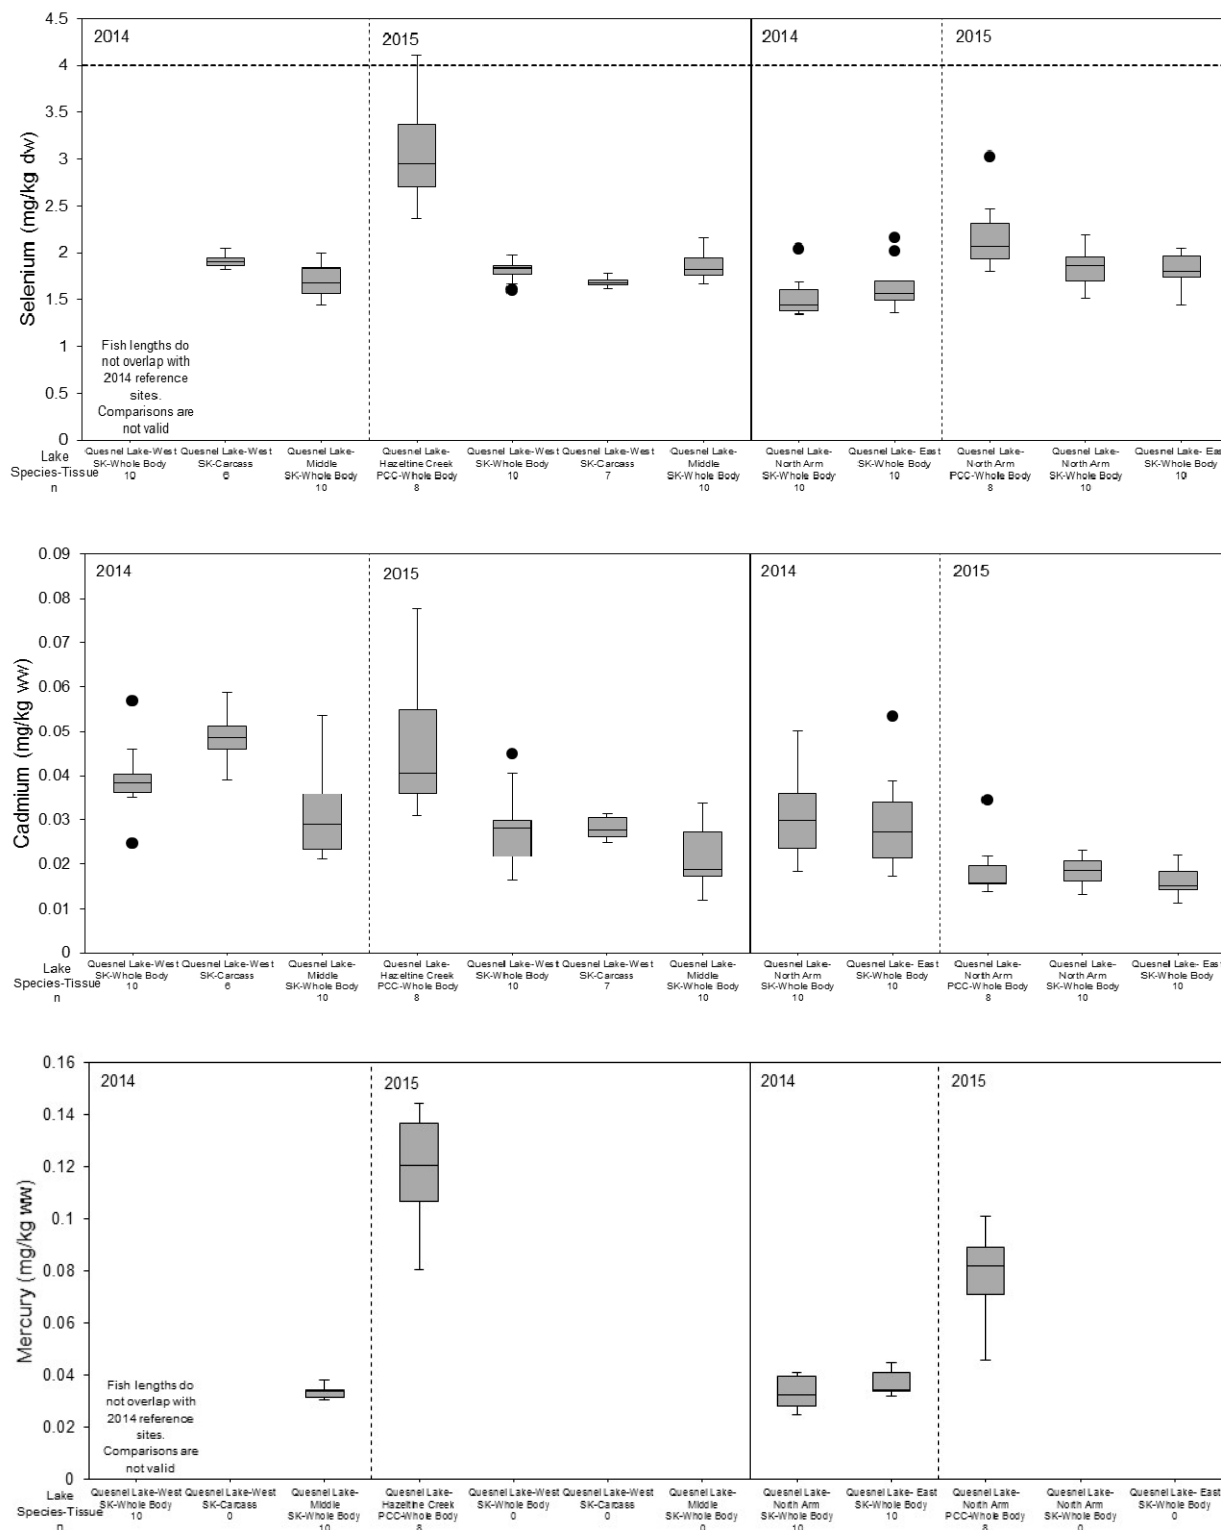 4.5
4
3.5
3
2.5
2
1.5
1
0.5
0
Selenium (mg/kg dw)
2014
2015
2014
2015
Fish lengths do
not overlap with
2014 reference
sites.
Comparisons are
not valid
Lake
Species-Tissue
n
Quesnel Lake-West
SK-Whole Body
10
Quesnel Lake-West
SK-Carcass
6
Quesnel Lake-
Middle
SK-Whole Body
10
Quesnel Lake-
Hazeltine Creek
PCC-Whole Body
8
Quesnel Lake-West
SK-Whole Body
10
Quesnel Lake-West
SK-Carcass
7
Quesnel Lake-
Middle
SK-Whole Body
10
Quesnel Lake-
North Arm
SK-Whole Body
10
Quesnel Lake- East
SK-Whole Body
10
Quesnel Lake-
North Arm
PCC-Whole Body
8
Quesnel Lake-
North Arm
SK-Whole Body
10
Quesnel Lake- East
SK-Whole Body
10
0.09
0.08
0.07
0.06
0.05
0.04
0.03
0.02
0.01
0
Cadmium (mg/kg ww)
2014
2015
2014
2015
Lake
Species-Tissue
n
Quesnel Lake-West
SK-Whole Body
10
Quesnel Lake-West
SK-Carcass
6
Quesnel Lake-
Middle
SK-Whole Body
10
Quesnel Lake-
Hazeltine Creek
PCC-Whole Body
8
Quesnel Lake-West
SK-Whole Body
10
Quesnel Lake-West
SK-Carcass
7
Quesnel Lake-
Middle
SK-Whole Body
10
Quesnel Lake-
North Arm
SK-Whole Body
10
Quesnel Lake- East
SK-Whole Body
10
Quesnel Lake-
North Arm
PCC-Whole Body
8
Quesnel Lake-
North Arm
SK-Whole Body
10
Quesnel Lake- East
SK-Whole Body
10
0.16
0.14
0.12
0.1
0.08
0.06
0.04
0.02
0
Mercury (mg/kg ww)
2014
2015
2014
2015
Fish lengths do
not overlap with
2014 reference
sites.
Comparisons are
not valid
Lake
Species-Tissue
n
Quesnel Lake-West
SK-Whole Body
10
Quesnel Lake-West
SK-Carcass
0
Quesnel Lake-
Middle
SK-Whole Body
10
Quesnel Lake-
Hazeltine Creek
PCC-Whole Body
8
Quesnel Lake-West
SK-Whole Body
0
Quesnel Lake-West
SK-Carcass
0
Quesnel Lake-
Middle
SK-Whole Body
0
Quesnel Lake-
North Arm
SK-Whole Body
10
Quesnel Lake- East
SK-Whole Body
10
Quesnel Lake-
North Arm
PCC-Whole Body
8
Quesnel Lake-
North Arm
SK-Whole Body
0
Quesnel Lake- East
SK-Whole Body
0